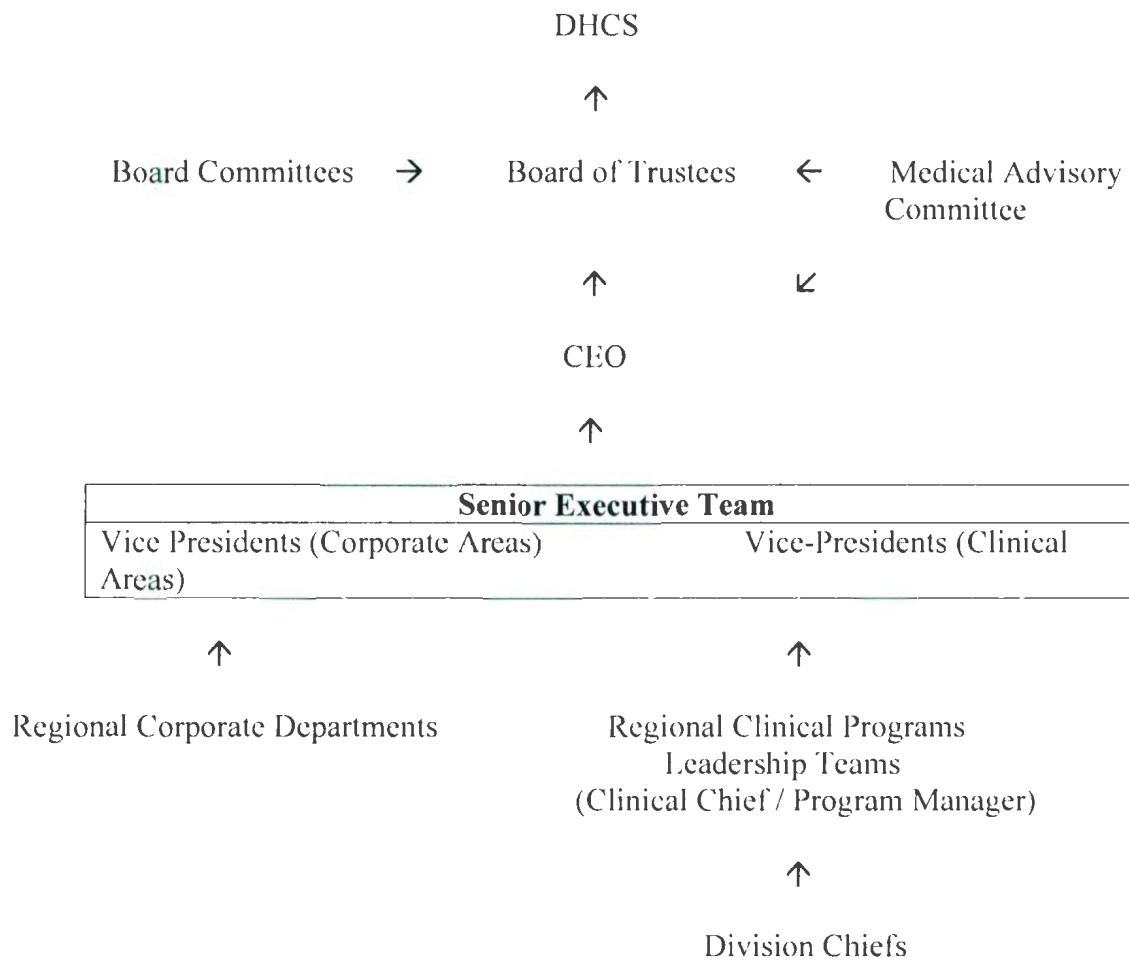 DHCS
↑
Board Committees → Board of Trustees ← Medical Advisory
Committee
↑ ↙
CEO
↑
Senior Executive Team
Vice Presidents (Corporate Areas) Vice-Presidents (Clinical
Areas)
↑ ↑
Regional Corporate Departments Regional Clinical Programs
Leadership Teams
(Clinical Chief / Program Manager)
↑
Division Chiefs